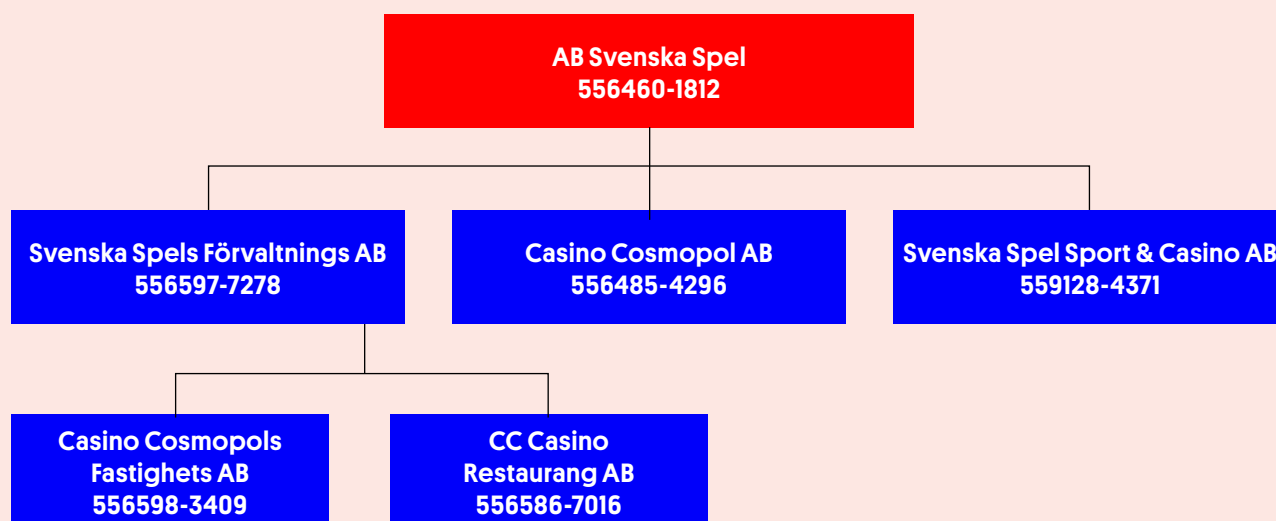 AB Svenska Spel
556460-1812
Svenska Spels Förvaltnings AB
556597-7278
Casino Cosmopol AB
556485-4296
Svenska Spel Sport & Casino AB
559128-4371
Casino Cosmopols
Fastighets AB
556598-3409
CC Casino
Restaurang AB
556586-7016